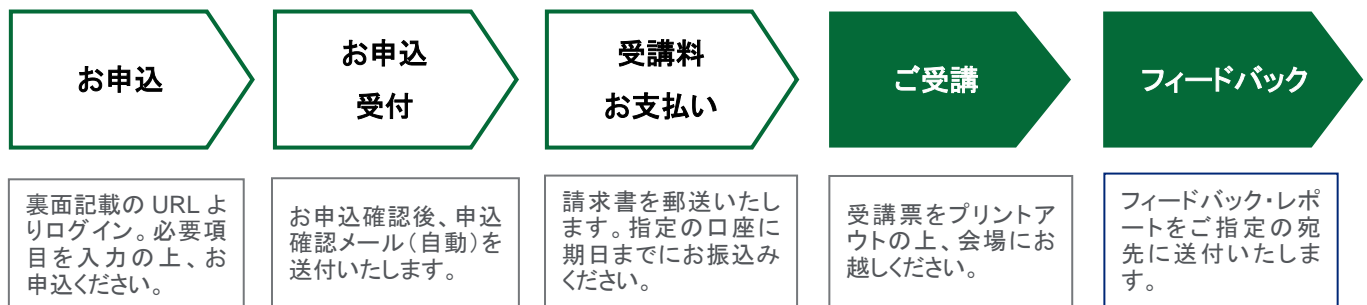 お申込
お申込
受付
受講料
お支払い
ご受講
フィードバック
裏面記載の URL よ
りログイン。必要項
目を入力の上、お
申込ください。
お申込確認後、申込
確認メール(自動)を
送付いたします。
請求書を郵送いたし
ます。指定の口座に
期日までにお振込み
ください。
受講票をプリントア
ウトの上、会場にお
越しください。
フィードバック・レポ
ートをご指定の宛
先に送付いたしま
す。